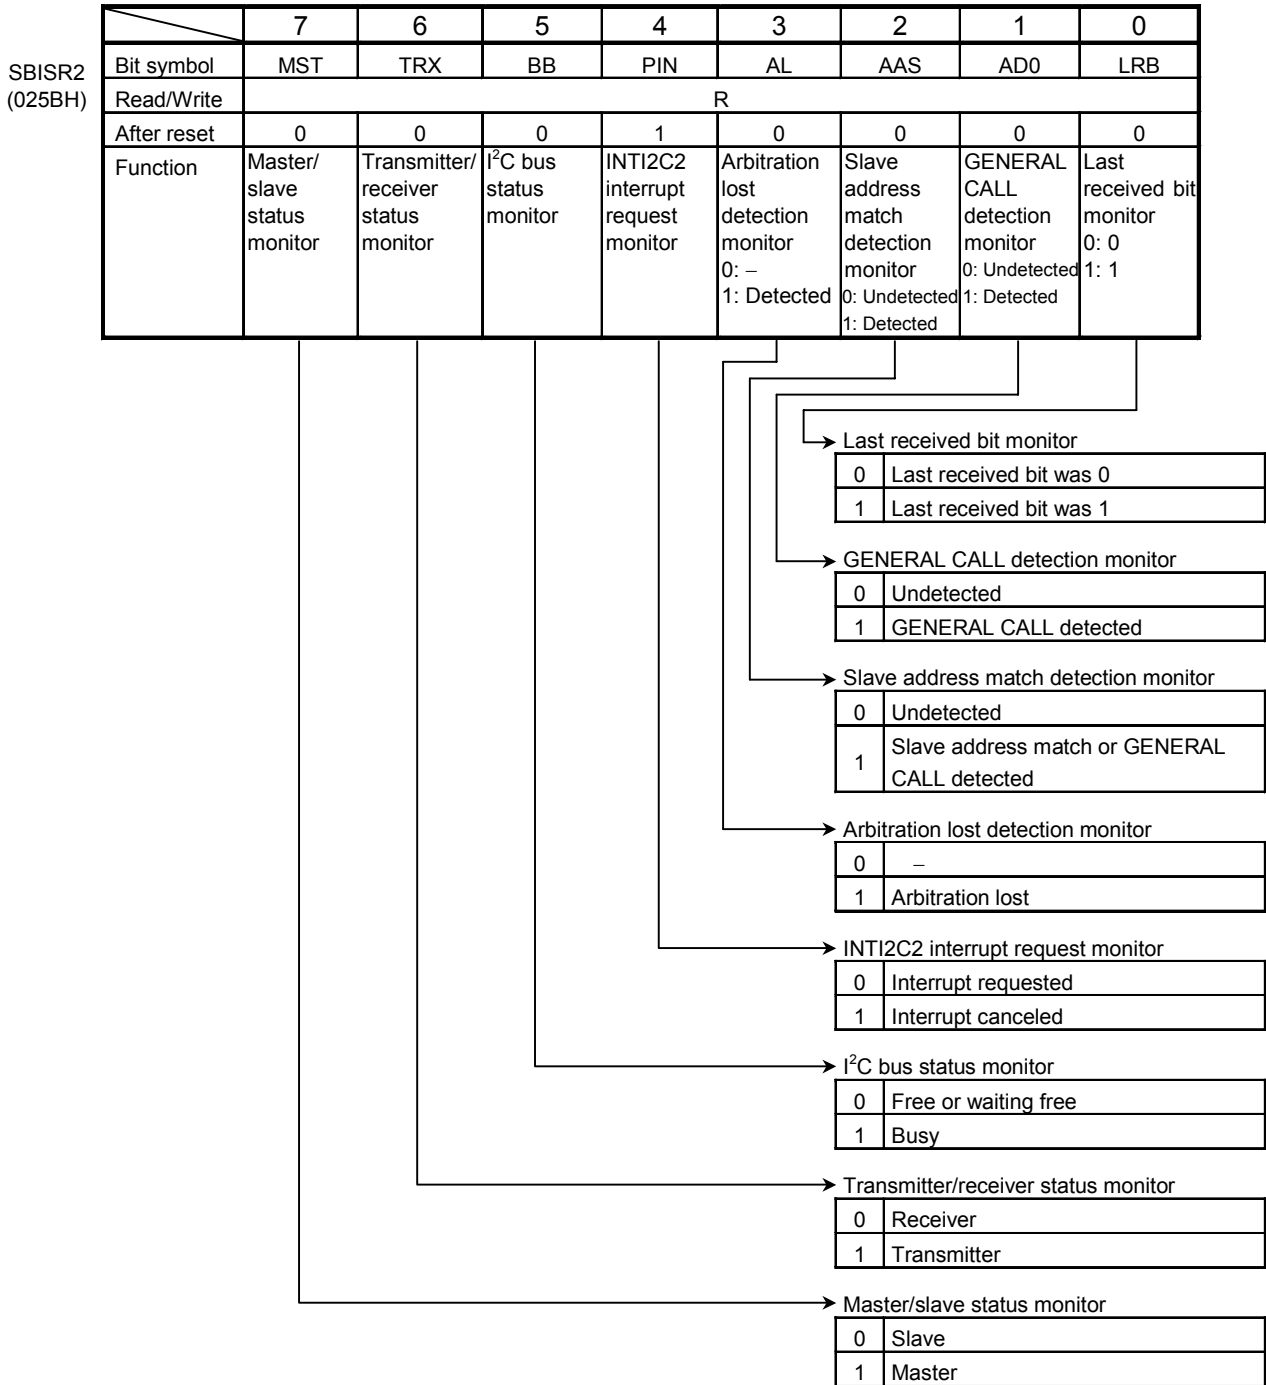 7 6 5 4 3 2 1 0
SBISR2
(025BH)
Bit symbol MST TRX BB PIN AL AAS AD0 LRB
Read/Write R
After reset 0 0 0 1 0 0 0 0
Function
Master/
slave
status
monitor
Transmitter/
receiver
status
monitor
I²C bus
status
monitor
INTI2C2
interrupt
request
monitor
Arbitration
lost
detection
monitor
0: –
1: Detected
Slave
address
match
detection
monitor
0: Undetected
1: Detected
GENERAL
CALL
detection
monitor
0: Undetected
1: Detected
Last
received bit
monitor
0: 0
1: 1
Last received bit monitor
0 Last received bit was 0
1 Last received bit was 1
GENERAL CALL detection monitor
0 Undetected
1 GENERAL CALL detected
Slave address match detection monitor
0 Undetected
1 Slave address match or GENERAL
CALL detected
Arbitration lost detection monitor
0 –
1 Arbitration lost
INTI2C2 interrupt request monitor
0 Interrupt requested
1 Interrupt canceled
I²C bus status monitor
0 Free or waiting free
1 Busy
Transmitter/receiver status monitor
0 Receiver
1 Transmitter
Master/slave status monitor
0 Slave
1 Master